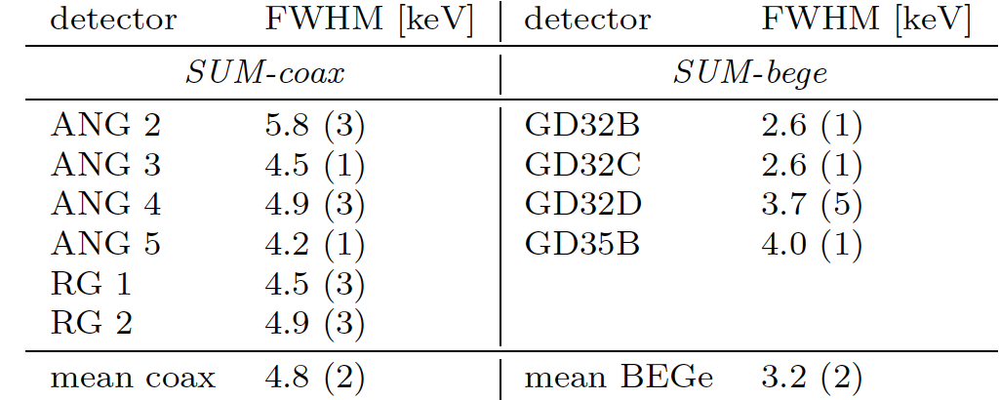 detector FWHM [keV] detector FWHM [keV]
SUM-coax SUM-bege
ANG 2 5.8 (3) GD32B 2.6 (1)
ANG 3 4.5 (1) GD32C 2.6 (1)
ANG 4 4.9 (3) GD32D 3.7 (5)
ANG 5 4.2 (1) GD35B 4.0 (1)
RG 1 4.5 (3)
RG 2 4.9 (3)
mean coax 4.8 (2) mean BEGe 3.2 (2)